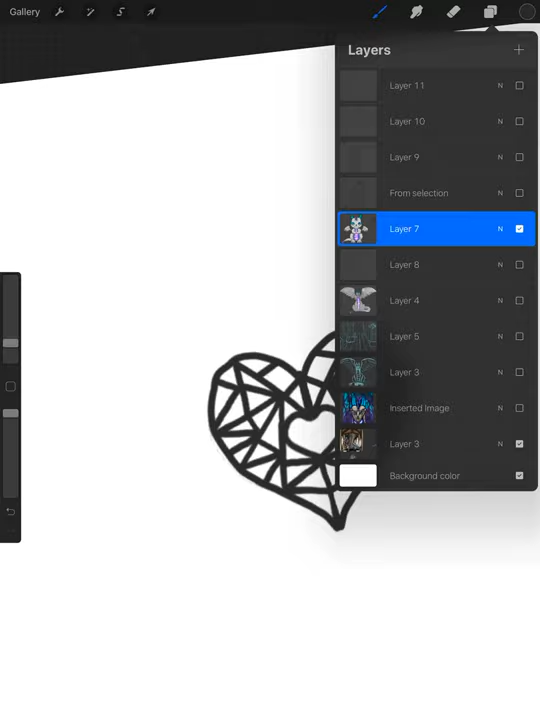 Gallery
Layers
Layer 11 N
Layer 10 N
Layer 9 N
From selection N
Layer 7 N
Layer 8 N
Layer 4 N
Layer 5 N
Layer 3 N
Inserted Image N
Layer 3 N
Background color